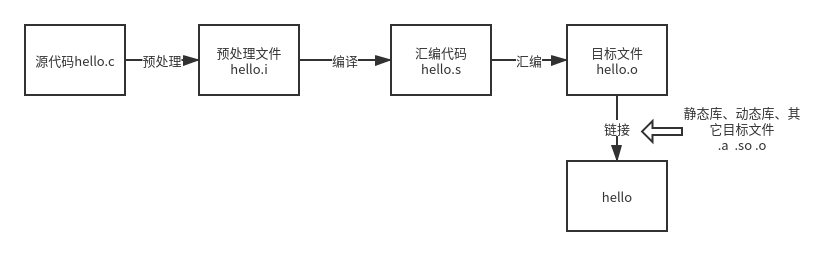 源代码hello.c
预处理
预处理文件
hello.i
编译
汇编代码
hello.s
汇编
目标文件
hello.o
链接
静态库、动态库、其
它目标文件
.a .so .o
hello